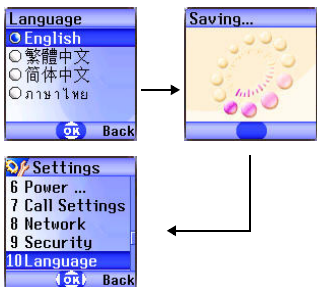 Language
English
繁體中文
简体中文
ภาษาไทย
OK Back
Saving...
Settings
6 Power ...
7 Call Settings
8 Network
9 Security
10 Language
OK Back